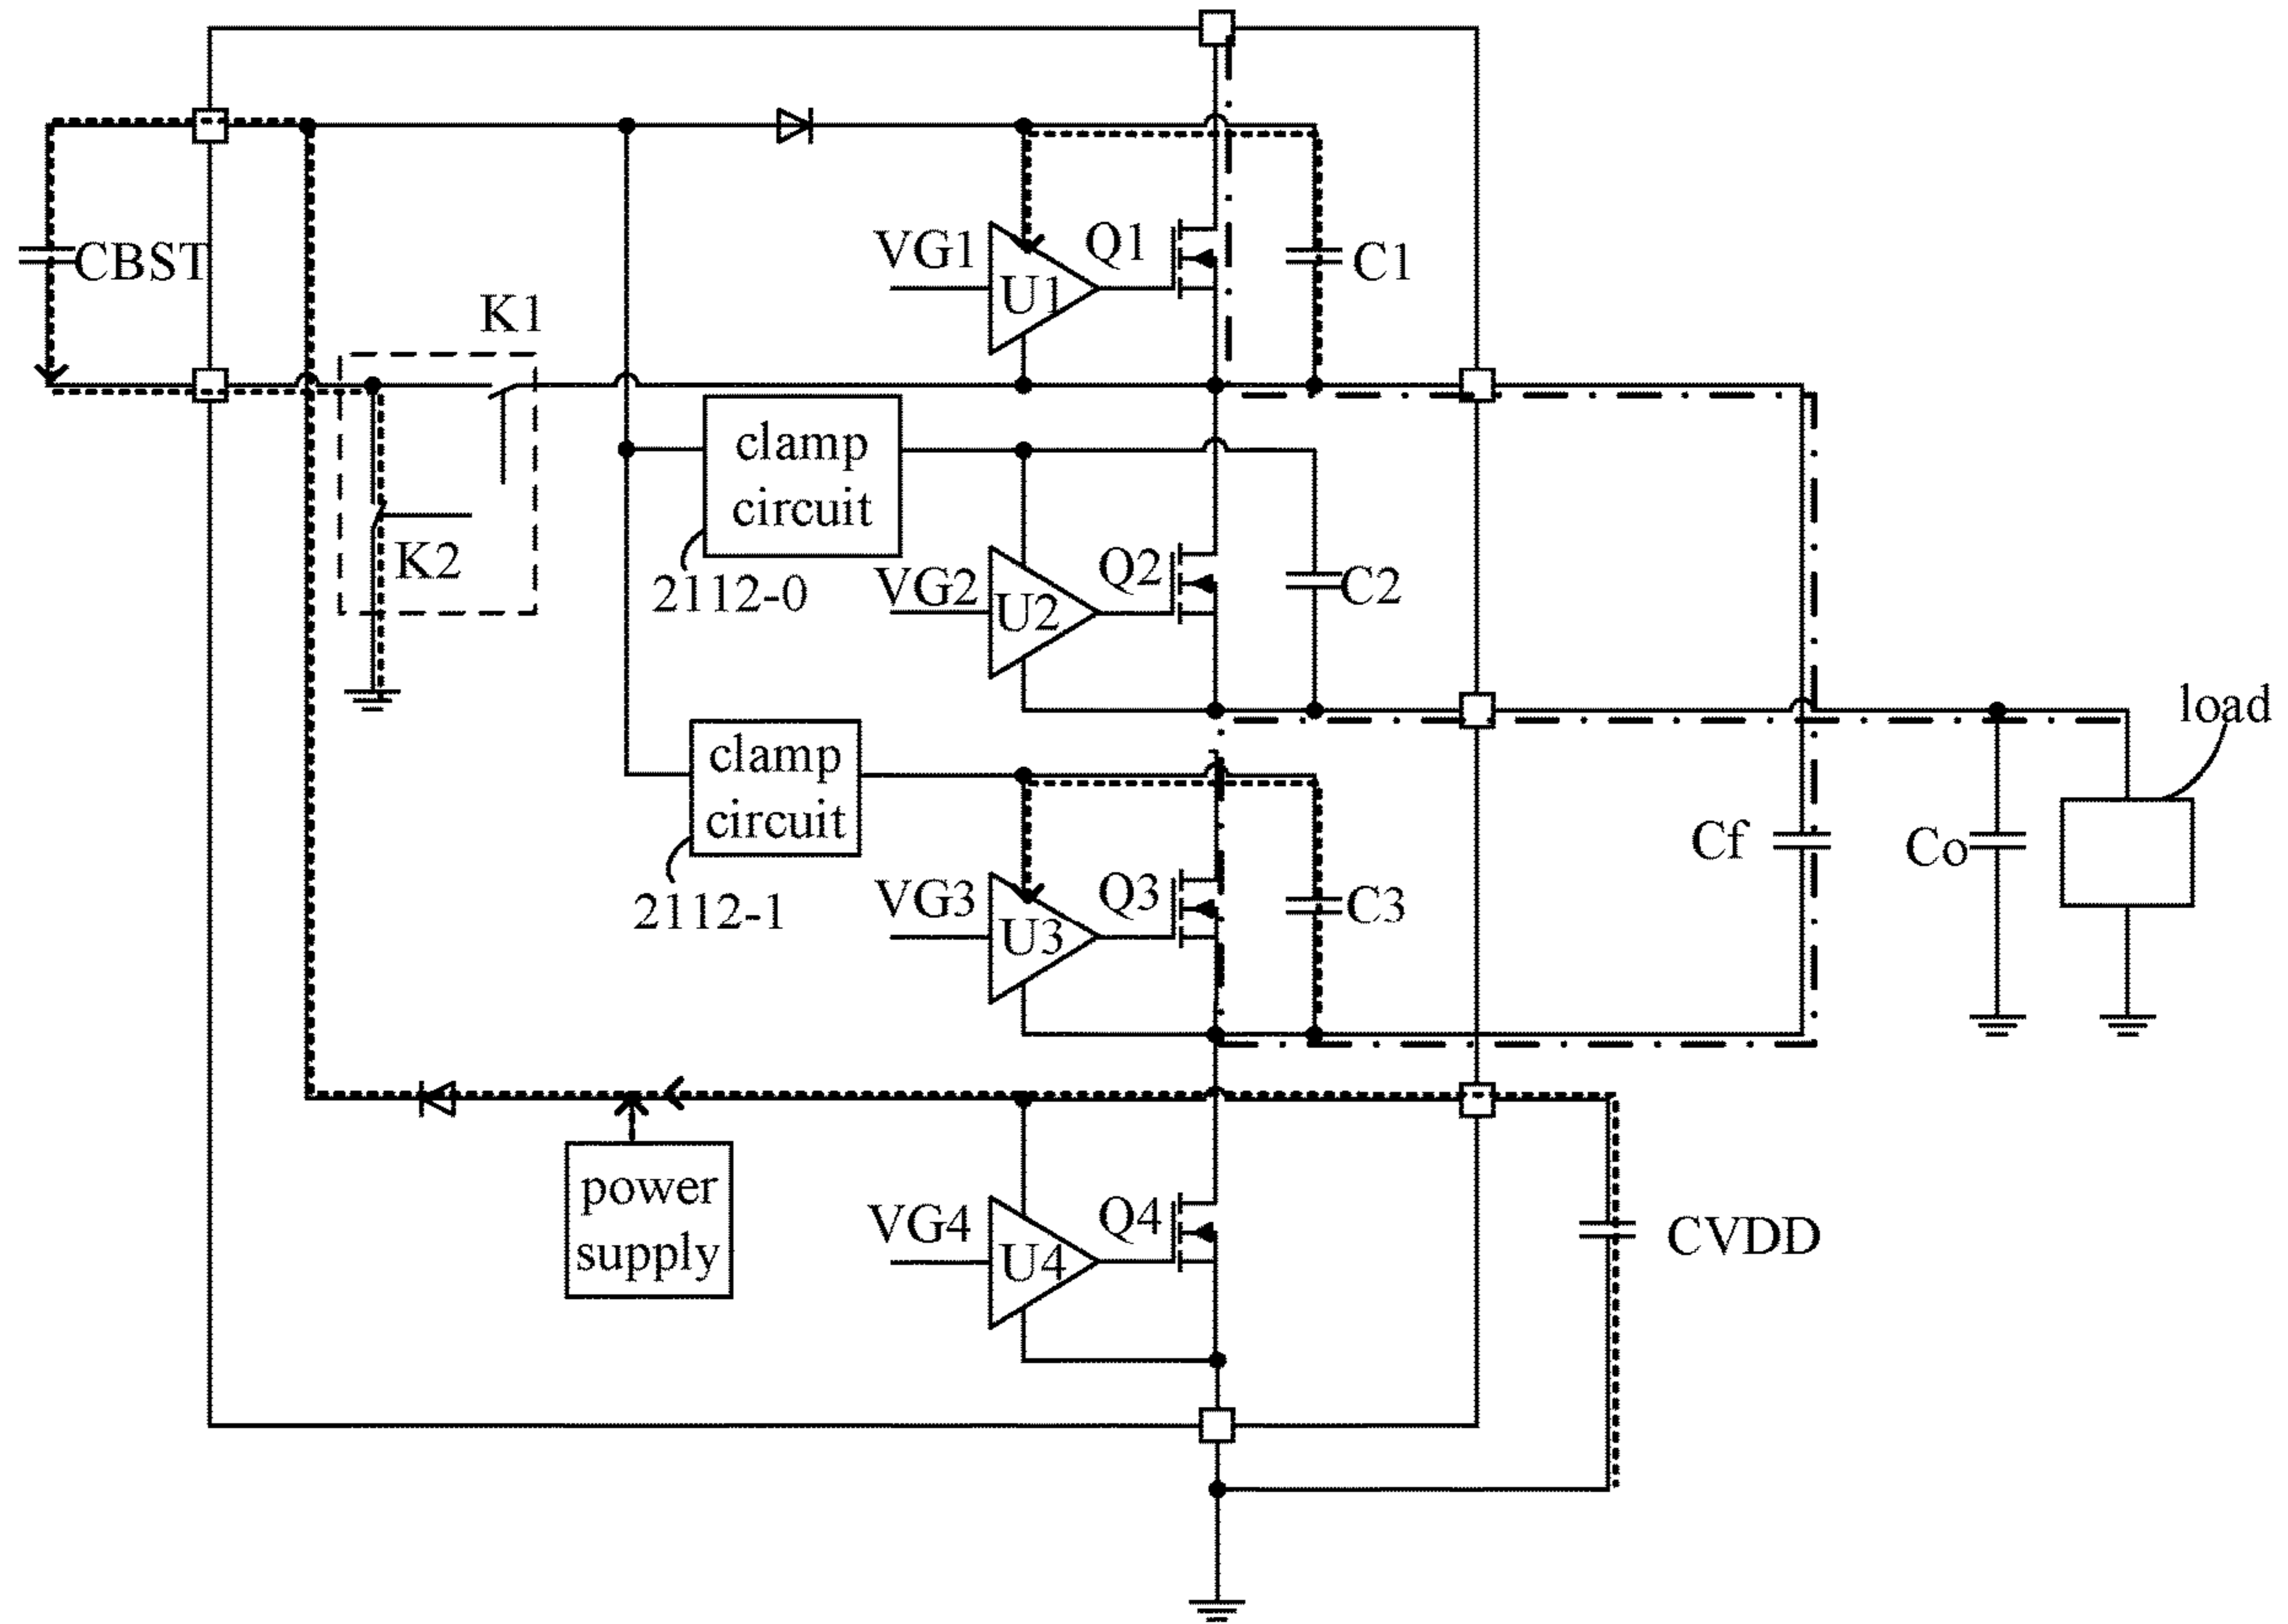 CBST
K1
VG1
U1
Q1
C1
clamp
circuit
2112-0
K2
VG2
U2
Q2
C2
load
clamp
circuit
2112-1
VG3
U3
Q3
C3
Cf
Co
power
supply
VG4
U4
Q4
CVDD